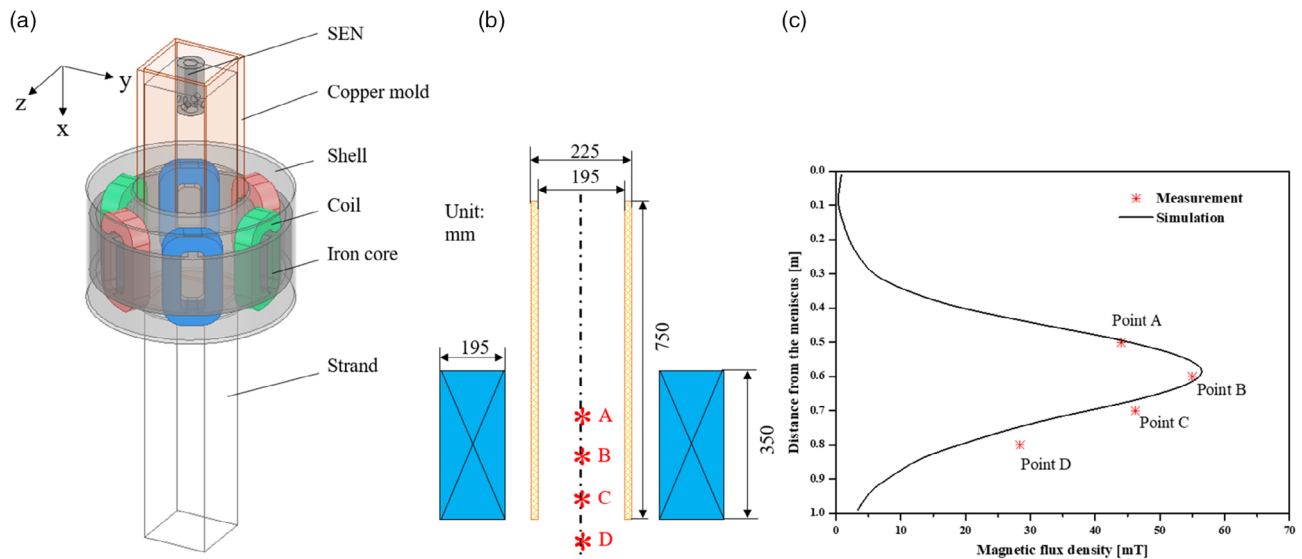 (a)
SEN
Copper mold
Shell
Coil
Iron core
Strand
y
z
x
(b)
Unit:
mm
225
195
750
195
350
A
B
C
D
(c)
Measurement
Simulation
Point A
Point B
Point C
Point D
Distance from the meniscus [m]
0.0
0.1
0.2
0.3
0.4
0.5
0.6
0.7
0.8
0.9
1.0
0
10
20
30
40
50
60
70
Magnetic flux density [mT]